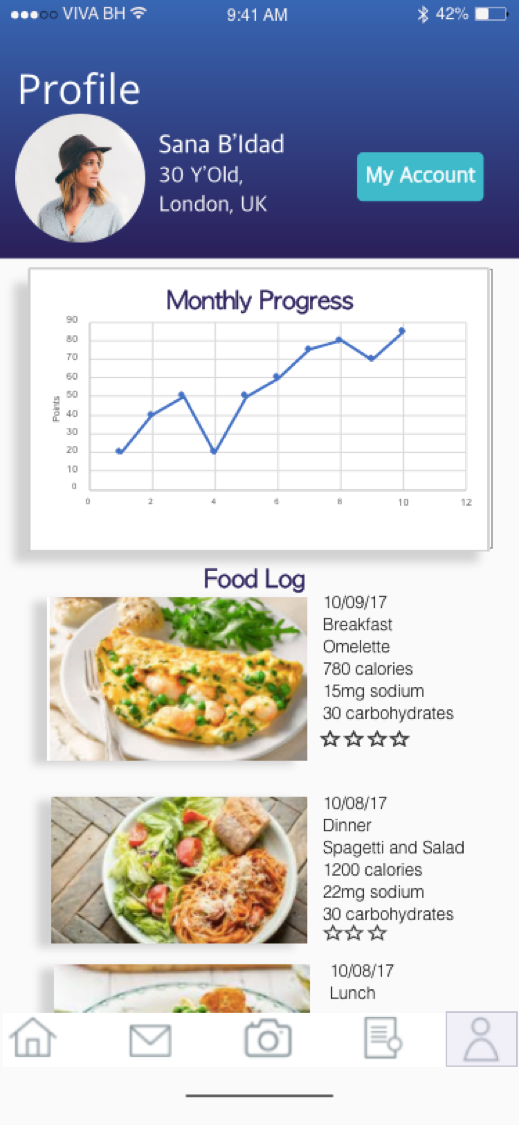 VIVA BH 9:41 AM 42%
Profile
Sana B'Idad
30 Y'Old,
London, UK
My Account
Monthly Progress
90
80
70
60
50
40
30
20
10
0
Points
0 2 4 6 8 10 12
Food Log
10/09/17
Breakfast
Omelette
780 calories
15mg sodium
30 carbohydrates
10/08/17
Dinner
Spagetti and Salad
1200 calories
22mg sodium
30 carbohydrates
10/08/17
Lunch